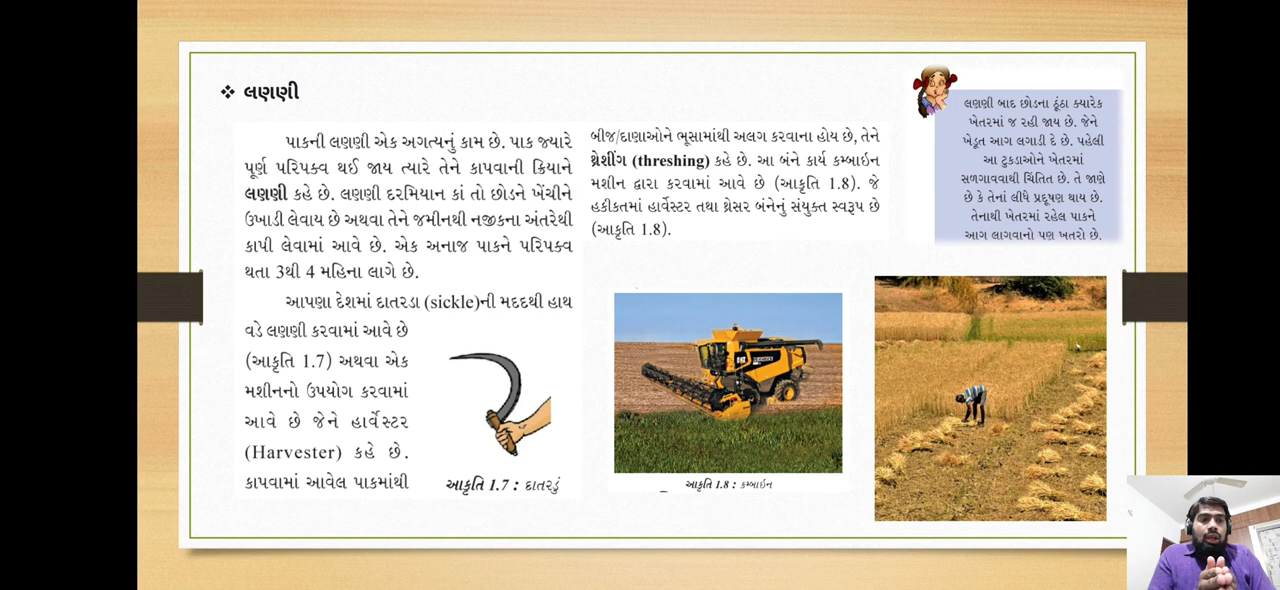 ❖ લણણી
પાકની લણણી એક અગત્યનું કામ છે. પાક જ્યારે
પૂર્ણ પરિપક્વ થઈ જાય ત્યારે તેને કાપવાની ક્રિયાને
લણણી કહે છે. લણણી દરમિયાન કાં તો છોડને ખેંચીને
ઉખાડી લેવાય છે અથવા તેને જમીનથી નજીકના અંતરેથી
કાપી લેવામાં આવે છે. એક અનાજ પાકને પરિપક્વ
થતા 3થી 4 મહિના લાગે છે.
આપણા દેશમાં દાતરડા (sickle)ની મદદથી હાથ
વડે લણણી કરવામાં આવે છે
(આકૃતિ 1.7) અથવા એક
મશીનનો ઉપયોગ કરવામાં
આવે છે જેને હાર્વેસ્ટર
(Harvester) કહે છે.
કાપવામાં આવેલ પાકમાંથી
આકૃતિ 1.7 : દાતરડું
બીજ/દાણાઓને ભૂસામાંથી અલગ કરવાના હોય છે, તેને
થ્રેશીંગ (threshing) કહે છે. આ બંને કાર્ય કમ્બાઇન
મશીન દ્વારા કરવામાં આવે છે (આકૃતિ 1.8). જે
હકીકતમાં હાર્વેસ્ટર તથા થ્રેસર બંનેનું સંયુક્ત સ્વરૂપ છે
(આકૃતિ 1.8).
CAT
આકૃતિ 1.8 : કમ્બાઇન
લણણી બાદ છોડના ઠૂંઠા ક્યારેક
ખેતરમાં જ રહી જાય છે. જેને
ખેડૂત આગ લગાડી દે છે. પહેલી
આ ટુકડાઓને ખેતરમાં
સળગાવવાથી ચિંતિત છે. તે જાણે
છે કે તેનાં લીધે પ્રદૂષણ થાય છે.
તેનાથી ખેતરમાં રહેલ પાકને
આગ લાગવાનો પણ ખતરો છે.